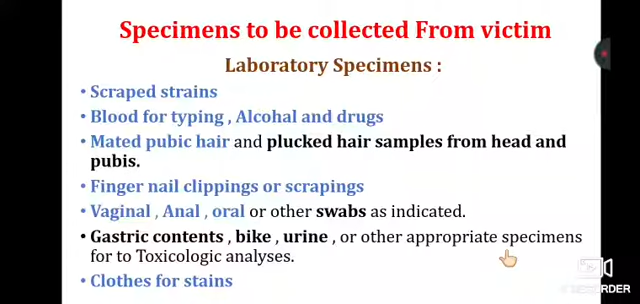 Specimens to be collected From victim
Laboratory Specimens :
• Scraped strains
• Blood for typing , Alcohal and drugs
• Mated pubic hair and plucked hair samples from head and
pubis.
• Finger nail clippings or scrapings
• Vaginal , Anal , oral or other swabs as indicated.
• Gastric contents , bike , urine , or other appropriate specimens
for to Toxicologic analyses.
• Clothes for stains